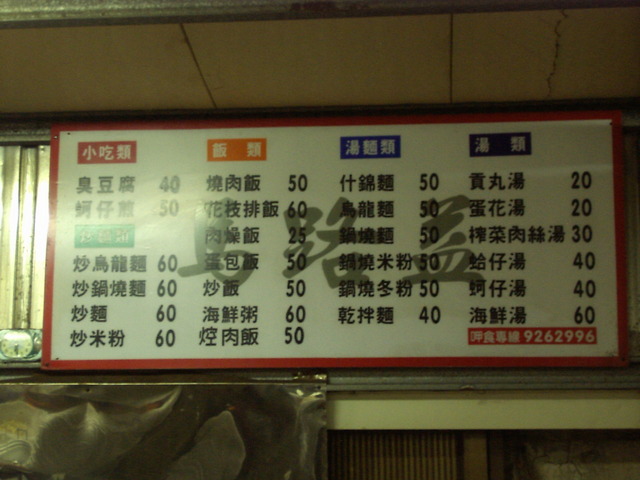 小吃類
臭豆腐 40
蚵仔煎 50
炒麵類
炒烏龍麵 60
炒鍋燒麵 60
炒麵 60
炒米粉 60
飯類
燒肉飯 50
花枝排飯 60
肉燥飯 25
蛋包飯 50
炒飯 50
海鮮粥 60
焢肉飯 50
湯麵類
什錦麵 50
烏龍麵 50
鍋燒麵 50
鍋燒米粉 50
鍋燒冬粉 50
乾拌麵 40
湯類
貢丸湯 20
蛋花湯 20
榨菜肉絲湯 30
蛤仔湯 40
蚵仔湯 40
海鮮湯 60
呷食專線 9262996